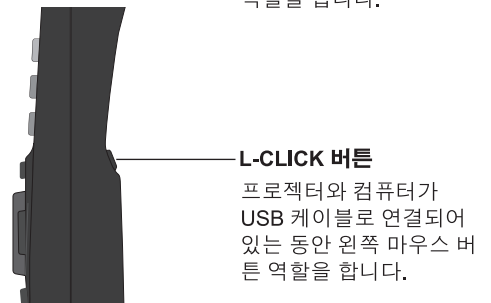 역할을 합니다.
L-CLICK 버튼
프로젝터와 컴퓨터가
USB 케이블로 연결되어
있는 동안 왼쪽 마우스 버
튼 역할을 합니다.